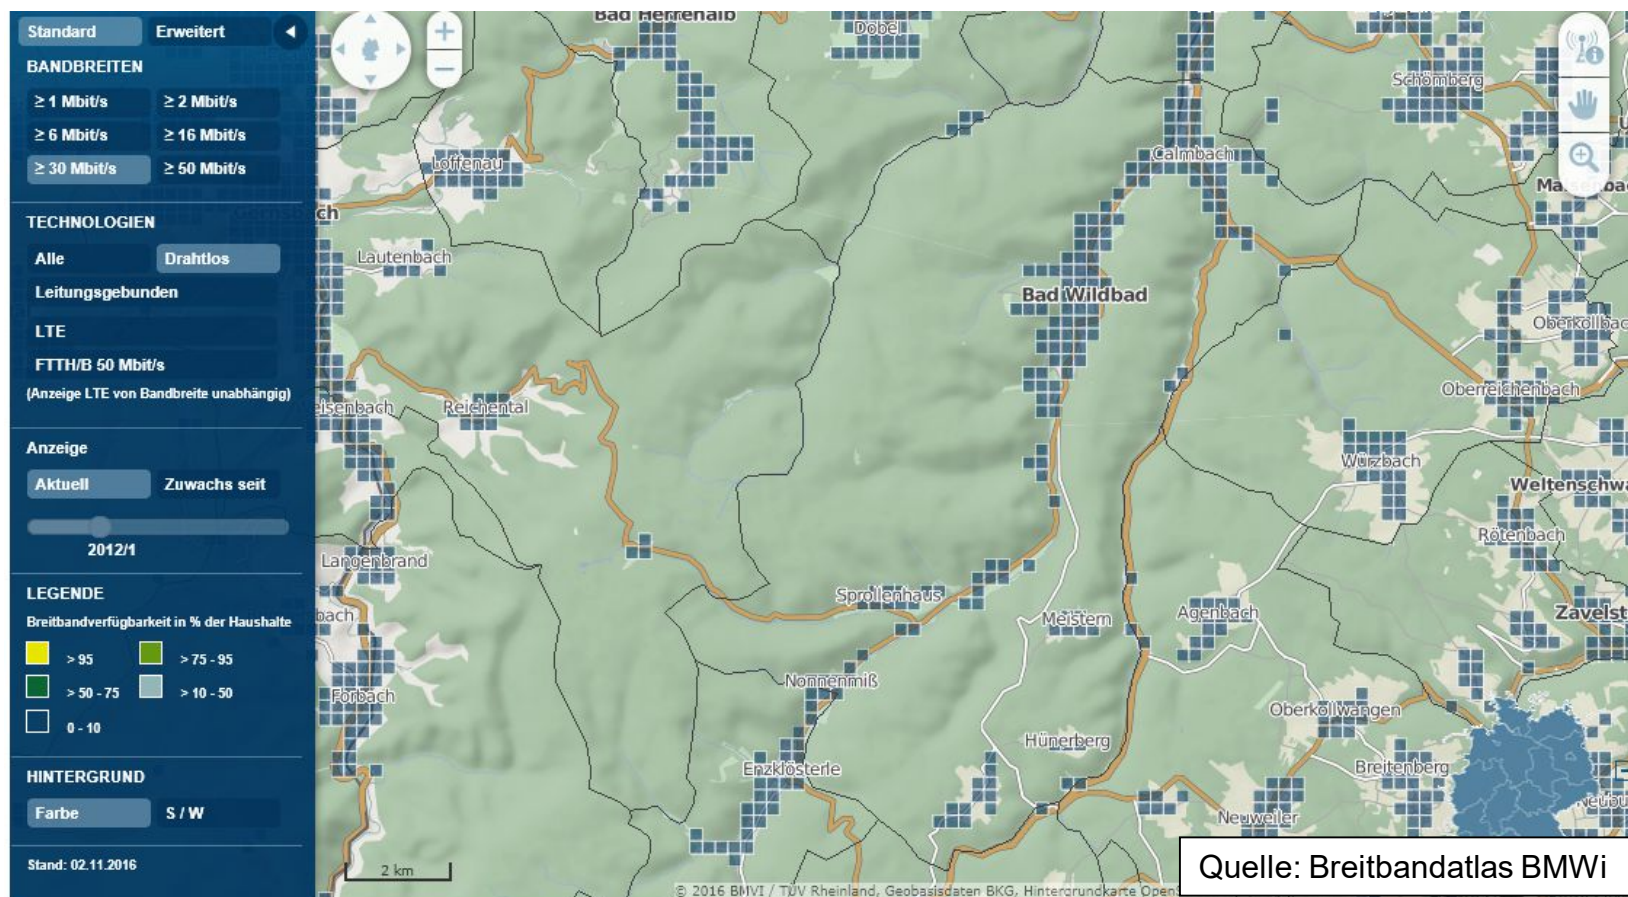 Standard Erweitert
BANDBREITEN
≥ 1 Mbit/s ≥ 2 Mbit/s
≥ 6 Mbit/s ≥ 16 Mbit/s
≥ 30 Mbit/s ≥ 50 Mbit/s
TECHNOLOGIEN
Alle Drahtlos
Leitungsgebunden
LTE
FTTH/B 50 Mbit/s
(Anzeige LTE von Bandbreite unabhängig)
Anzeige
Aktuell Zuwachs seit
2012/1
LEGENDE
Breitbandverfügbarkeit in % der Haushalte
> 95 > 75 - 95
> 50 - 75 > 10 - 50
0 - 10
HINTERGRUND
Farbe S / W
Stand: 02.11.2016
Bad Herrenalb
Dobel
Schömberg
Loffenau
Calmbach
Lautenbach
Bad Wildbad
Reichental
Oberreichenbach
Würzbach
Rötenbach
Langenbrand
Sprollenhaus
Meistern
Agenbach
Nonnenmiß
Forbach
Oberkollwangen
Hünerberg
Enzklösterle
Breitenberg
Neuweiler
2 km
© 2016 BMVI / TÜV Rheinland, Geobasisdaten BKG, Hintergrundkarte OpenS
Quelle: Breitbandatlas BMWi